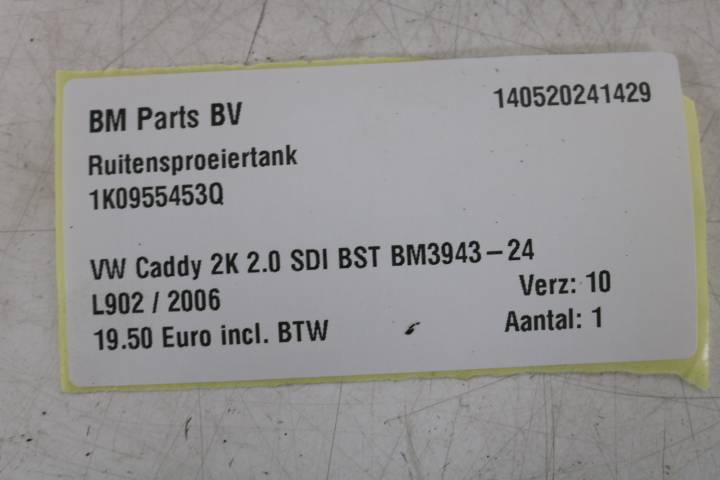 BM Parts BV 140520241429
Ruitensproeiertank
1K0955453Q
VW Caddy 2K 2.0 SDI BST BM3943-24
L902 / 2006 Verz: 10
19.50 Euro incl. BTW Aantal: 1